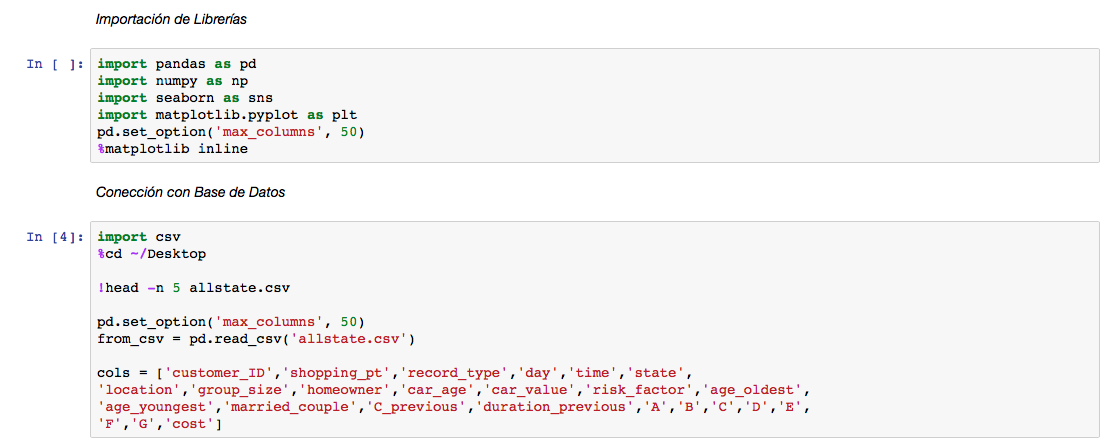 Importación de Librerías
In [ ]: import pandas as pd
import numpy as np
import seaborn as sns
import matplotlib.pyplot as plt
pd.set_option('max_columns', 50)
%matplotlib inline
Conección con Base de Datos
In [4]: import csv
%cd ~/Desktop
!head -n 5 allstate.csv
pd.set_option('max_columns', 50)
from_csv = pd.read_csv('allstate.csv')
cols = ['customer_ID','shopping_pt','record_type','day','time','state',
'location','group_size','homeowner','car_age','car_value','risk_factor','age_oldest',
'age_youngest','married_couple','C_previous','duration_previous','A','B','C','D','E',
'F','G','cost']